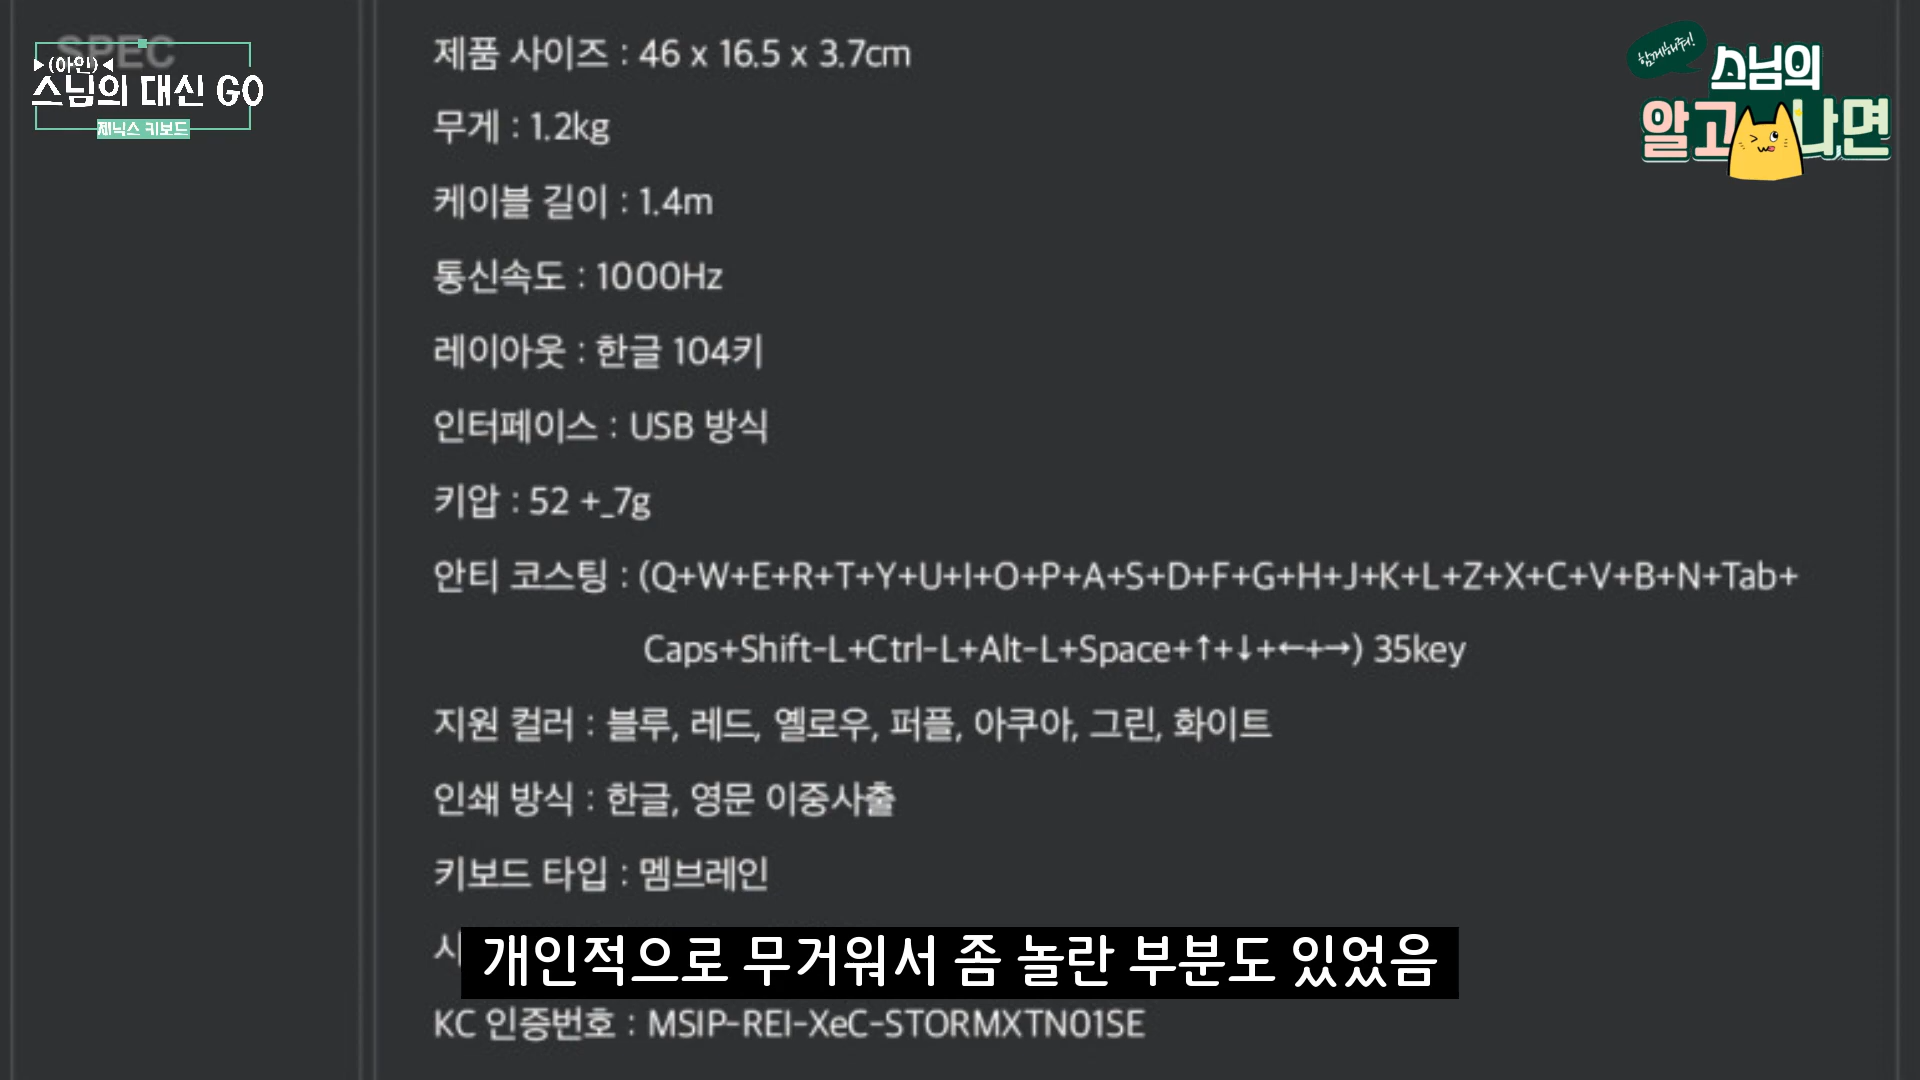 SPEC
(아인)
스님의 대신 GO
제닉스 키보드
함께해줘!
스님의
알고 나면
제품 사이즈 : 46 x 16.5 x 3.7cm
무게 : 1.2kg
케이블 길이 : 1.4m
통신속도 : 1000Hz
레이아웃 : 한글 104키
인터페이스 : USB 방식
키압 : 52 +_7g
안티 코스팅 : (Q+W+E+R+T+Y+U+I+O+P+A+S+D+F+G+H+J+K+L+Z+X+C+V+B+N+Tab+
Caps+Shift-L+Ctrl-L+Alt-L+Space+↑+↓+←+→) 35key
지원 컬러 : 블루, 레드, 옐로우, 퍼플, 아쿠아, 그린, 화이트
인쇄 방식 : 한글, 영문 이중사출
키보드 타입 : 멤브레인
개인적으로 무거워서 좀 놀란 부분도 있었음
KC 인증번호 : MSIP-REI-XeC-STORMXTN01SE